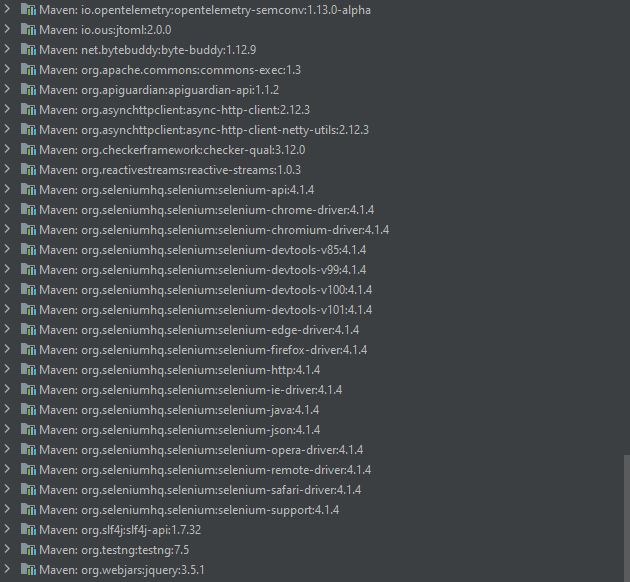 Maven: io.opentelemetry:opentelemetry-semconv:1.13.0-alpha
Maven: io.ous:jtoml:2.0.0
Maven: net.bytebuddy:byte-buddy:1.12.9
Maven: org.apache.commons:commons-exec:1.3
Maven: org.apiguardian:apiguardian-api:1.1.2
Maven: org.asynchttpclient:async-http-client:2.12.3
Maven: org.asynchttpclient:async-http-client-netty-utils:2.12.3
Maven: org.checkerframework:checker-qual:3.12.0
Maven: org.reactivestreams:reactive-streams:1.0.3
Maven: org.seleniumhq.selenium:selenium-api:4.1.4
Maven: org.seleniumhq.selenium:selenium-chrome-driver:4.1.4
Maven: org.seleniumhq.selenium:selenium-chromium-driver:4.1.4
Maven: org.seleniumhq.selenium:selenium-devtools-v85:4.1.4
Maven: org.seleniumhq.selenium:selenium-devtools-v99:4.1.4
Maven: org.seleniumhq.selenium:selenium-devtools-v100:4.1.4
Maven: org.seleniumhq.selenium:selenium-devtools-v101:4.1.4
Maven: org.seleniumhq.selenium:selenium-edge-driver:4.1.4
Maven: org.seleniumhq.selenium:selenium-firefox-driver:4.1.4
Maven: org.seleniumhq.selenium:selenium-http:4.1.4
Maven: org.seleniumhq.selenium:selenium-ie-driver:4.1.4
Maven: org.seleniumhq.selenium:selenium-java:4.1.4
Maven: org.seleniumhq.selenium:selenium-json:4.1.4
Maven: org.seleniumhq.selenium:selenium-opera-driver:4.1.4
Maven: org.seleniumhq.selenium:selenium-remote-driver:4.1.4
Maven: org.seleniumhq.selenium:selenium-safari-driver:4.1.4
Maven: org.seleniumhq.selenium:selenium-support:4.1.4
Maven: org.slf4j:slf4j-api:1.7.32
Maven: org.testng:testng:7.5
Maven: org.webjars:jquery:3.5.1